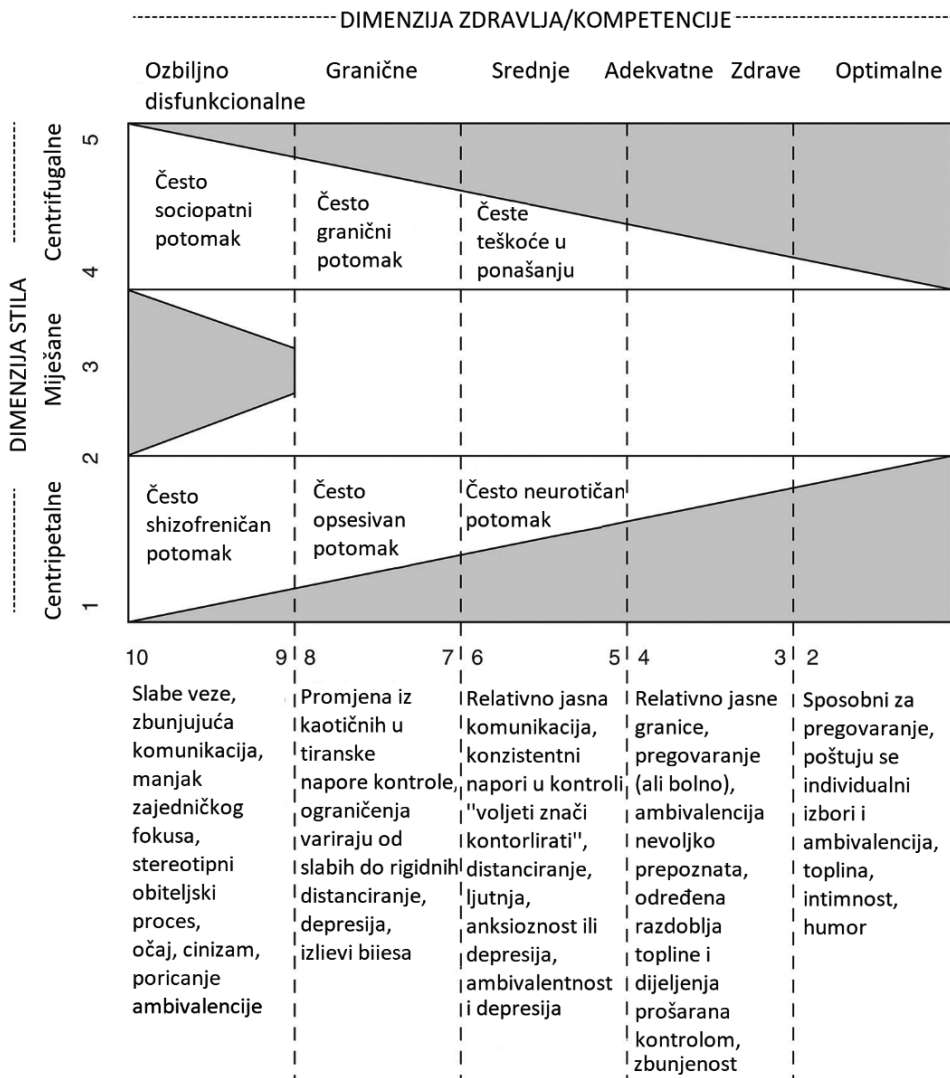 DIMENZIJA ZDRAVLJA/KOMPETENCIJE
Ozbiljno
disfunkcionalne
Granične
Srednje
Adekvatne
Zdrave
Optimalne
DIMENZIJA STILA
Centrifugalne
Miješane
Centripetalne
5
4
3
2
1
Često
sociopatni
potomak
Često
granični
potomak
Češte
teškoće u
ponašanju
Često
shizofreničan
potomak
Često
opsesivan
potomak
Često neurotičan
potomak
10
9
8
7
6
5
4
3
2
Slabe veze,
zbunjujuća
komunikacija,
manjak
zajedničkog
fokusa,
stereotipni
obiteljski
proces,
očaj, cinizam,
poricanje
ambivalencije
Promjena iz
kaotičnih u
tiranske
napore kontrole,
ograničenja
variraju od
slabih do rigidnih
distanciranje,
depresija,
izlievi biiesa
Relativno jasna
komunikacija,
konzistentni
napori u kontroli
"voljeti znači
kontorlirati",
distanciranje,
ljutnja,
anksioznost ili
depresija,
ambivalentnost
i depresija
Relativno jasne
granice,
pregovaranje
(ali bolno),
ambivalencija
nevoljko
prepoznata,
određena
razdoblja
topline i
dijeljenja
prošarana
kontrolom,
zbunjenost
Sposobni za
pregovaranje,
poštuju se
individualni
izbori i
ambivalencija,
toplina,
intimnost,
humor